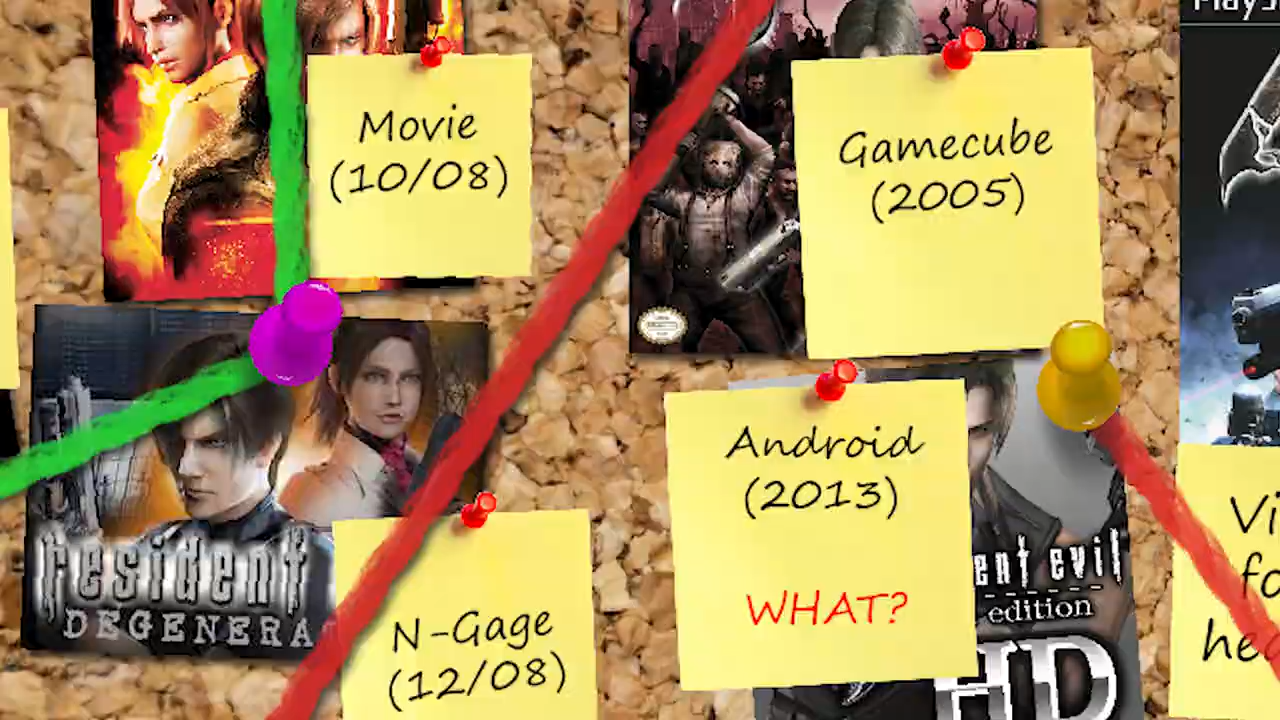 Movie
(10/08)
Gamecube
(2005)
Android
(2013)
WHAT?
resident
DEGENERA
N-Gage
(12/08)
ent evil
edition
HD
Vi
fo
hea